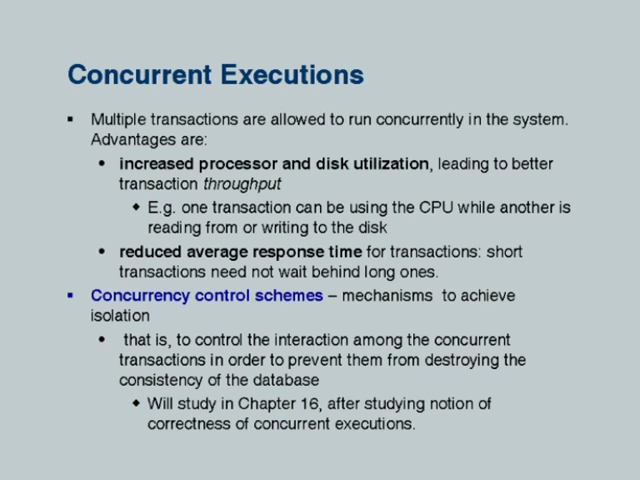 Concurrent Executions
▪ Multiple transactions are allowed to run concurrently in the system.
Advantages are:
• increased processor and disk utilization, leading to better
transaction throughput
◆ E.g. one transaction can be using the CPU while another is
reading from or writing to the disk
• reduced average response time for transactions: short
transactions need not wait behind long ones.
▪ Concurrency control schemes – mechanisms to achieve
isolation
• that is, to control the interaction among the concurrent
transactions in order to prevent them from destroying the
consistency of the database
◆ Will study in Chapter 16, after studying notion of
correctness of concurrent executions.